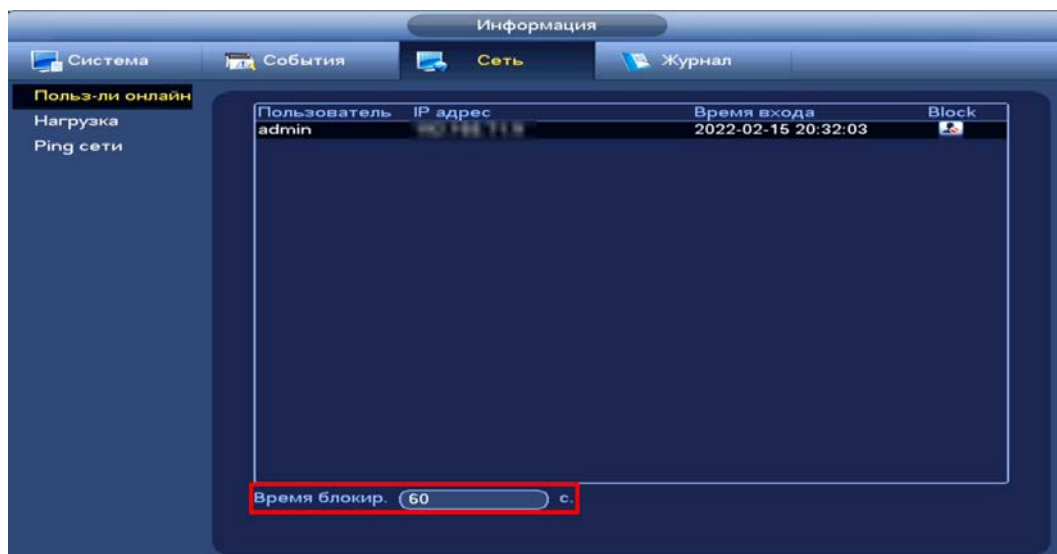 Информация
Система События Сеть Журнал
Польз-ли онлайн
Нагрузка
Ping сети
Пользователь IP адрес Время входа Block
admin 2022-02-15 20:32:03
Время блокир. 60 с.